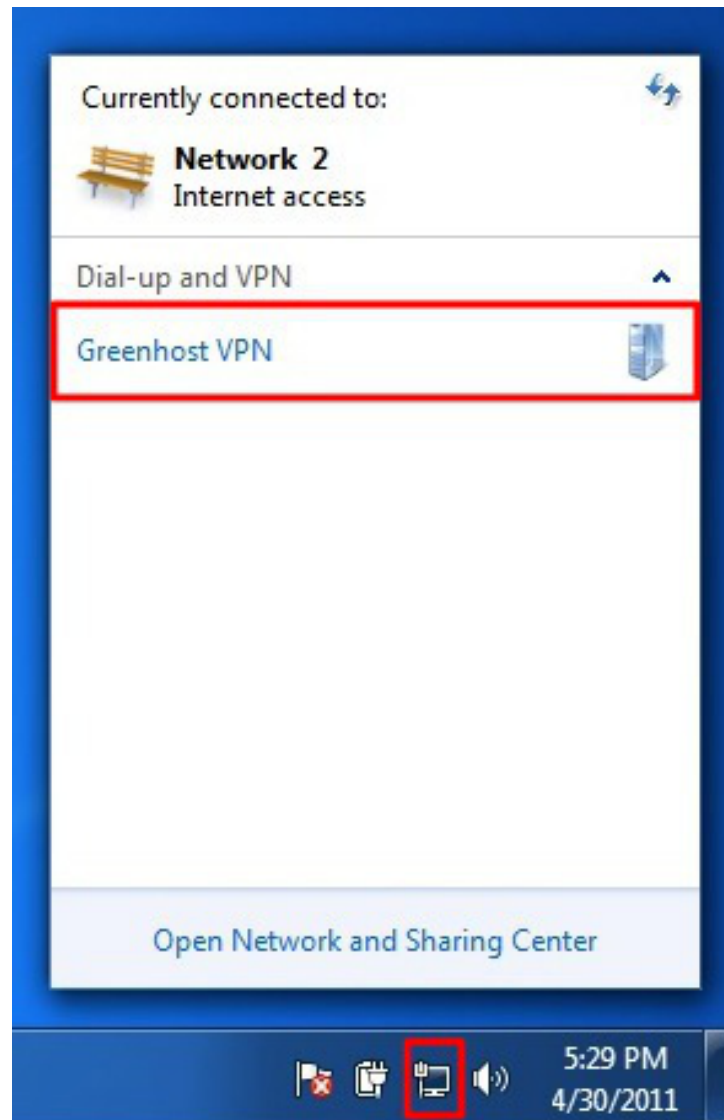 Currently connected to:
Network 2
Internet access
Dial-up and VPN
Greenhost VPN
Open Network and Sharing Center
5:29 PM
4/30/2011